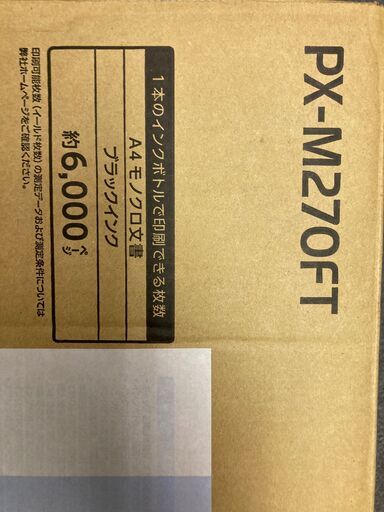 PX-M270FT
1本のインクボトルで印刷できる枚数
A4モノクロ文書
ブラックインク
約6,000ページ
印刷可能枚数(イールド枚数)の測定データおよび測定条件については
弊社ホームページをご確認ください。